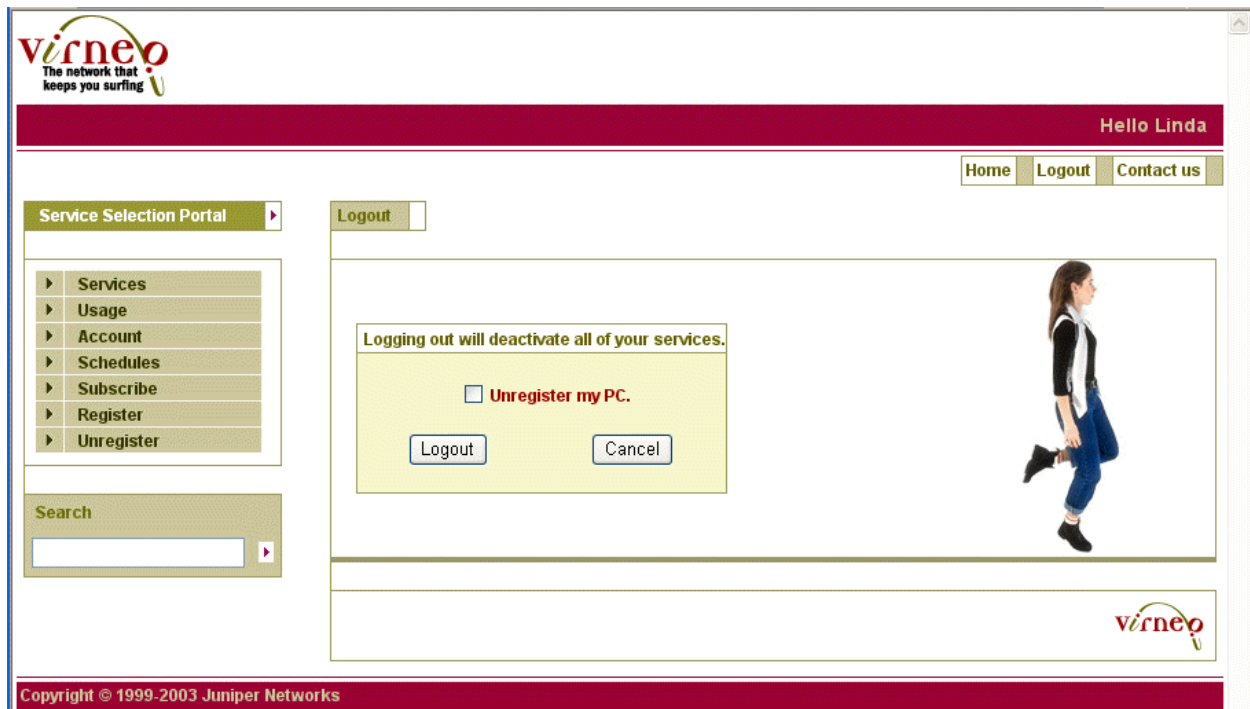 Virneo
The network that
keeps you surfing
Hello Linda
Home Logout Contact us
Service Selection Portal
Logout
Services
Usage
Account
Schedules
Subscribe
Register
Unregister
Search
Logging out will deactivate all of your services.
Unregister my PC.
Logout Cancel
virneo
Copyright © 1999-2003 Juniper Networks